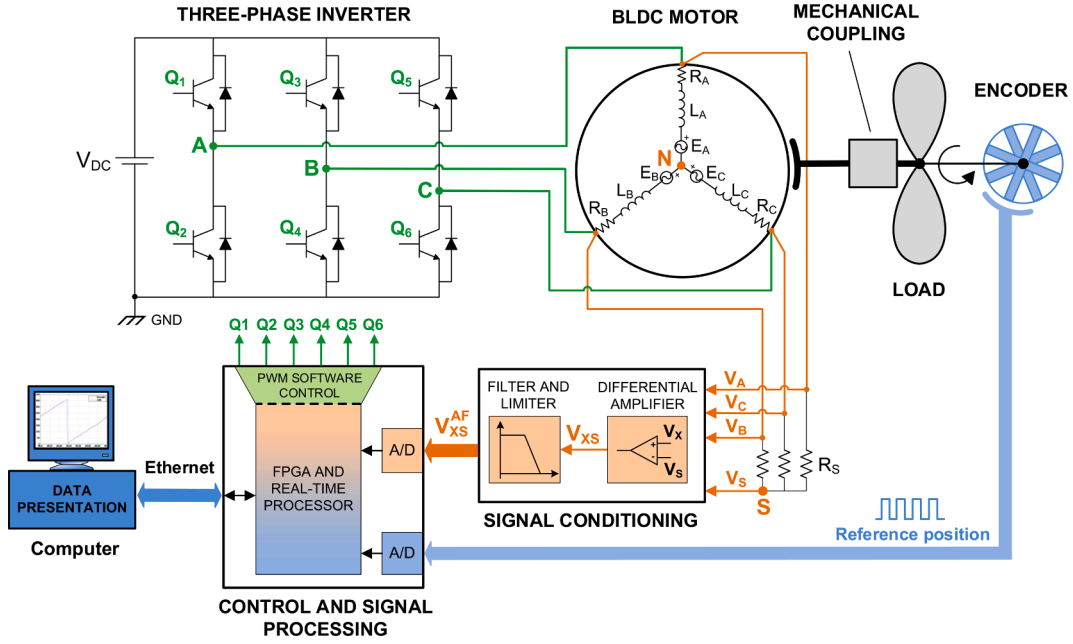 THREE-PHASE INVERTER
BLDC MOTOR
MECHANICAL
COUPLING
ENCODER
Q1
Q3
Q5
A
B
C
VDC
Q2
Q4
Q6
GND
RA
LA
EA
N
EB
EC
LB
LC
RB
RC
LOAD
Q1 Q2 Q3 Q4 Q5 Q6
PWM SOFTWARE
CONTROL
FPGA AND
REAL-TIME
PROCESSOR
A/D
A/D
VXS AF
FILTER AND
LIMITER
DIFFERENTIAL
AMPLIFIER
VXS
VX
+
-
VS
VA
VC
VB
VS
S
RS
SIGNAL CONDITIONING
Ethernet
DATA
PRESENTATION
Computer
Reference position
CONTROL AND SIGNAL
PROCESSING